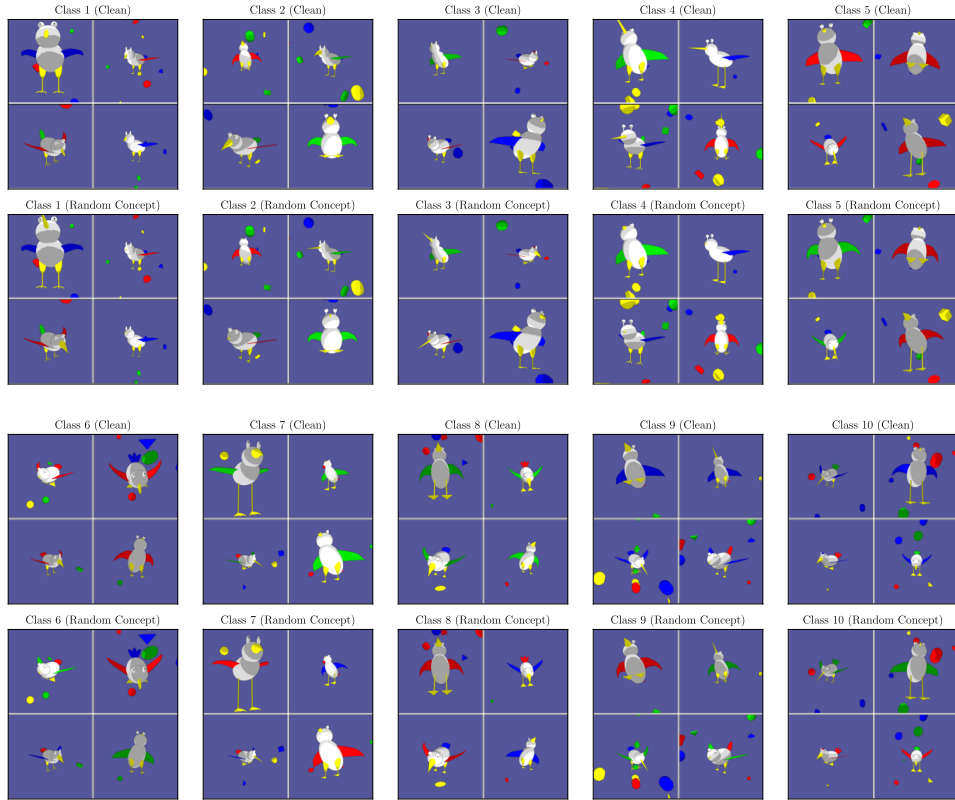 Class 1 (Clean)
Class 2 (Clean)
Class 3 (Clean)
Class 4 (Clean)
Class 5 (Clean)
Class 1 (Random Concept)
Class 2 (Random Concept)
Class 3 (Random Concept)
Class 4 (Random Concept)
Class 5 (Random Concept)
Class 6 (Clean)
Class 7 (Clean)
Class 8 (Clean)
Class 9 (Clean)
Class 10 (Clean)
Class 6 (Random Concept)
Class 7 (Random Concept)
Class 8 (Random Concept)
Class 9 (Random Concept)
Class 10 (Random Concept)